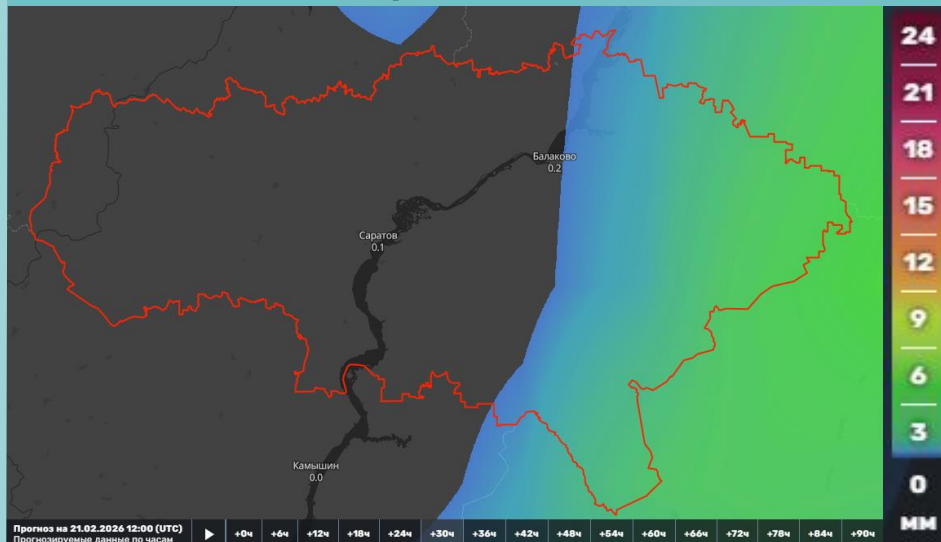 Балаково
0.2
Саратов
0.1
Камышин
0.0
24
21
18
15
12
9
6
3
0
ММ
Прогноз на 21.02.2026 12:00 (UTC)
Прогнозируемые данные по часам
+0ч +6ч +12ч +18ч +24ч +30ч +36ч +42ч +48ч +54ч +60ч +66ч +72ч +78ч +84ч +90ч